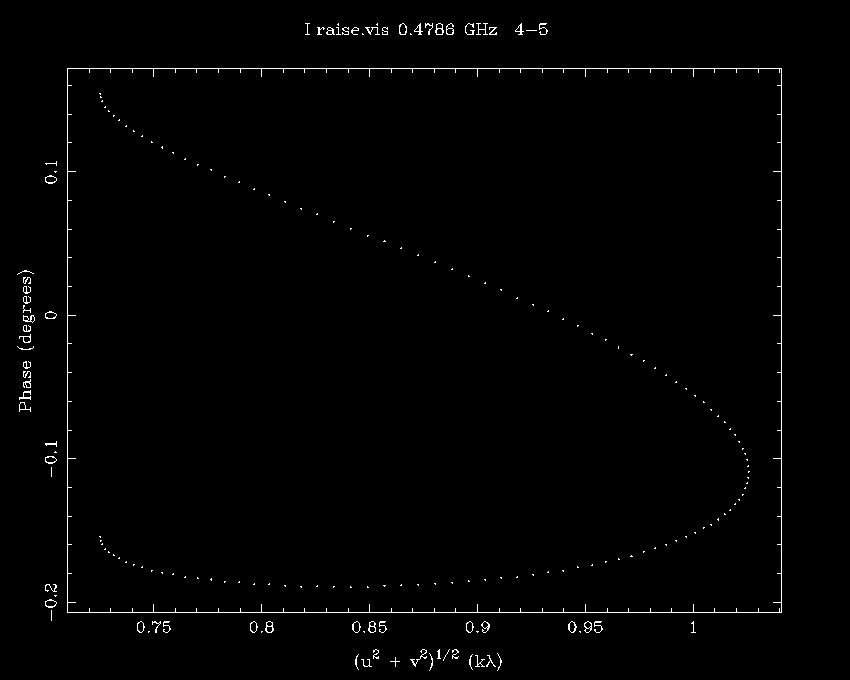 I raise.vis 0.4786 GHz 4−5
0.1
0
−0.1
−0.2
Phase (degrees)
0.75 0.8 0.85 0.9 0.95 1
(u² + v²)^1/2 (kλ)